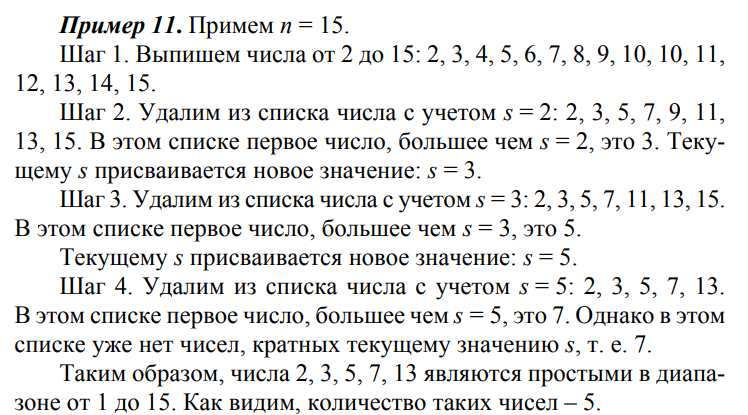 Пример 11. Примем n = 15.
Шаг 1. Выпишем числа от 2 до 15: 2, 3, 4, 5, 6, 7, 8, 9, 10, 10, 11,
12, 13, 14, 15.
Шаг 2. Удалим из списка числа с учетом s = 2: 2, 3, 5, 7, 9, 11,
13, 15. В этом списке первое число, большее чем s = 2, это 3. Теку-
щему s присваивается новое значение: s = 3.
Шаг 3. Удалим из списка числа с учетом s = 3: 2, 3, 5, 7, 11, 13, 15.
В этом списке первое число, большее чем s = 3, это 5.
Текущему s присваивается новое значение: s = 5.
Шаг 4. Удалим из списка числа с учетом s = 5: 2, 3, 5, 7, 13.
В этом списке первое число, большее чем s = 5, это 7. Однако в этом
списке уже нет чисел, кратных текущему значению s, т. е. 7.
Таким образом, числа 2, 3, 5, 7, 13 являются простыми в диапа-
зоне от 1 до 15. Как видим, количество таких чисел – 5.